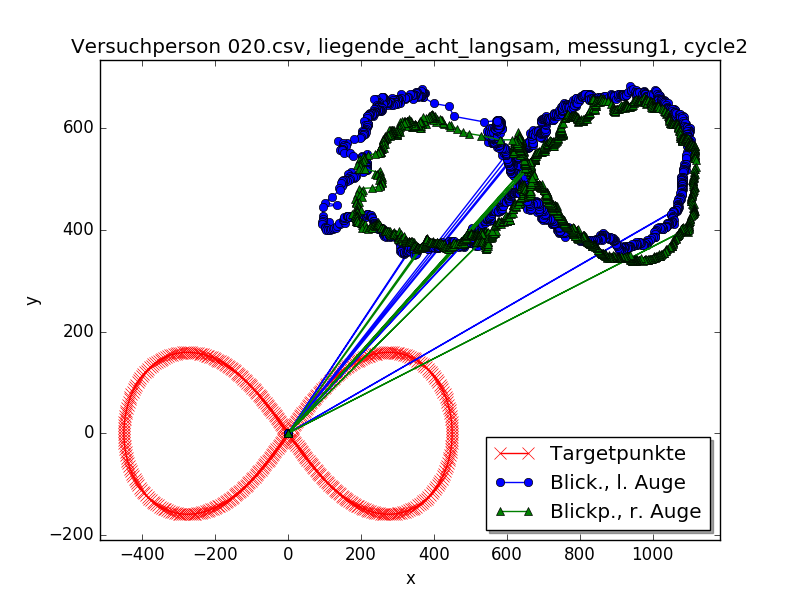 Versuchperson 020.csv, liegende_acht_langsam, messung1, cycle2
600
400
y
200
0
−200
Targetpunkte
Blick., l. Auge
Blickp., r. Auge
−400 −200 0 200 400 600 800 1000
x